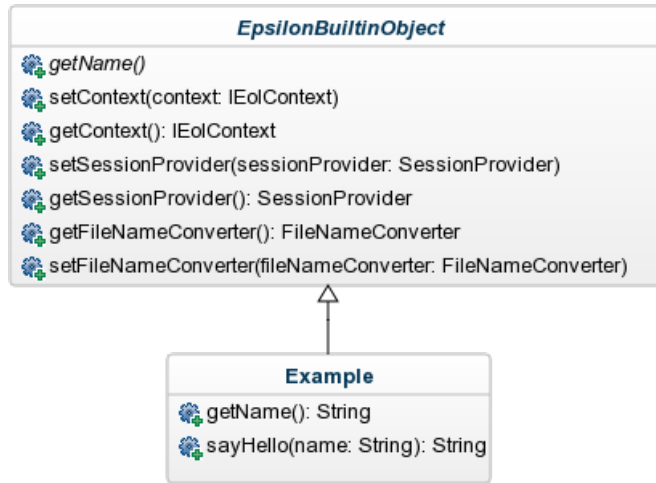 EpsilonBuiltinObject
getName()
setContext(context: IEolContext)
getContext(): IEolContext
setSessionProvider(sessionProvider: SessionProvider)
getSessionProvider(): SessionProvider
getFileNameConverter(): FileNameConverter
setFileNameConverter(fileNameConverter: FileNameConverter)
Example
getName(): String
sayHello(name: String): String